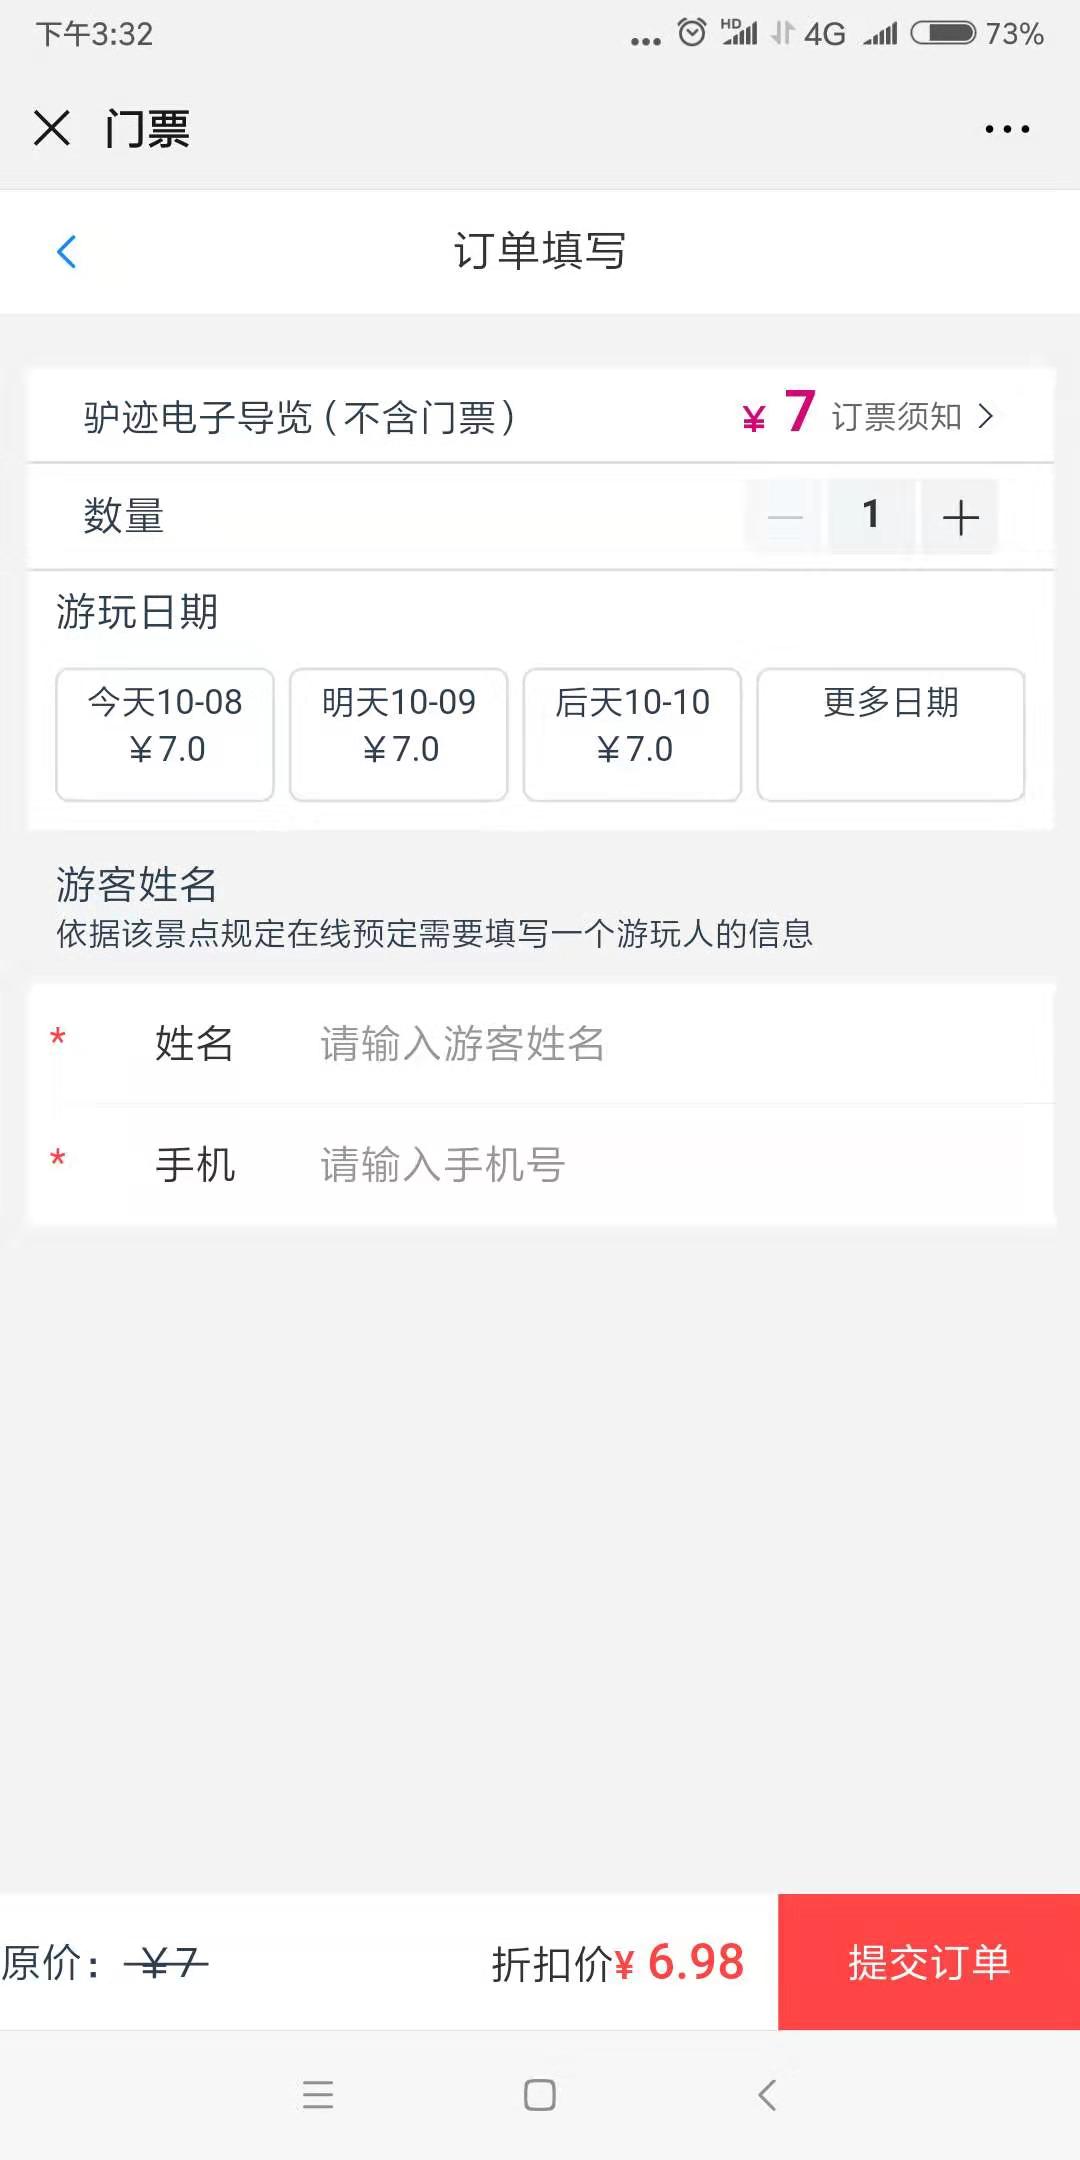 下午3:32
HD 4G 73%
门票
订单填写
驴迹电子导览（不含门票） ¥ 7 订票须知
数量 1
游玩日期
今天10-08 明天10-09 后天10-10 更多日期
¥7.0 ¥7.0 ¥7.0
游客姓名
依据该景点规定在线预定需要填写一个游玩人的信息
* 姓名 请输入游客姓名
* 手机 请输入手机号
原价：¥7 折扣价¥ 6.98 提交订单